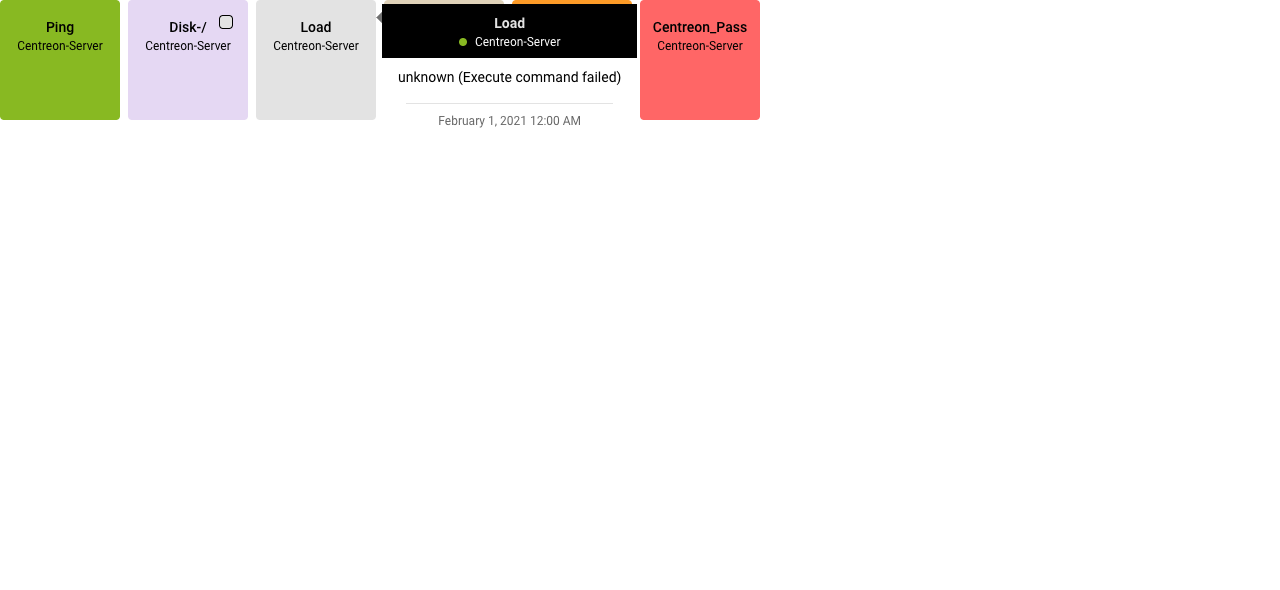 Ping
Centreon-Server
Disk-/
Centreon-Server
Load
Centreon-Server
Load
Centreon-Server
unknown (Execute command failed)
February 1, 2021 12:00 AM
Centreon_Pass
Centreon-Server